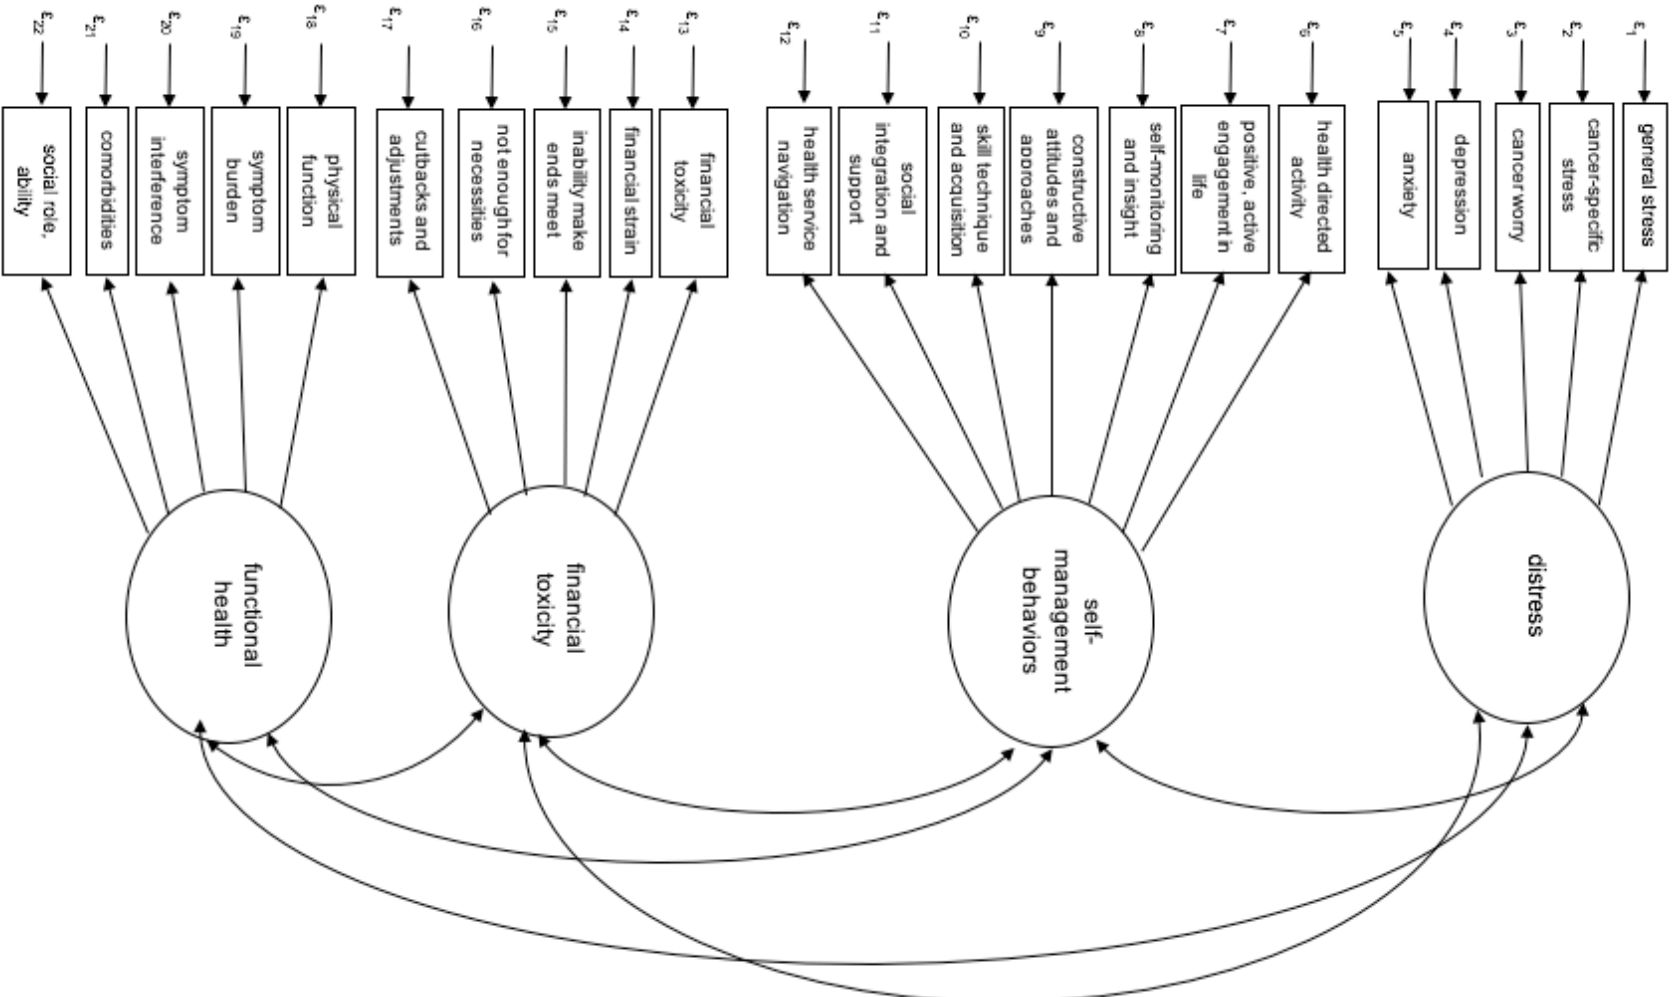 ε1
general stress
ε2
cancer-specific
stress
ε3
cancer worry
ε4
depression
ε5
anxiety
distress
ε6
health directed
activity
ε7
positive, active
engagement in
life
ε8
self-monitoring
and insight
ε9
constructive
attitudes and
approaches
ε10
skill technique
and acquisition
ε11
social
integration and
support
ε12
health service
navigation
self-
management
behaviors
ε13
financial
toxicity
ε14
financial strain
ε15
inability make
ends meet
ε16
not enough for
necessities
ε17
cutbacks and
adjustments
financial
toxicity
ε18
physical
function
ε19
symptom
burden
ε20
symptom
interference
ε21
comorbidities
ε22
social role,
ability
functional
health